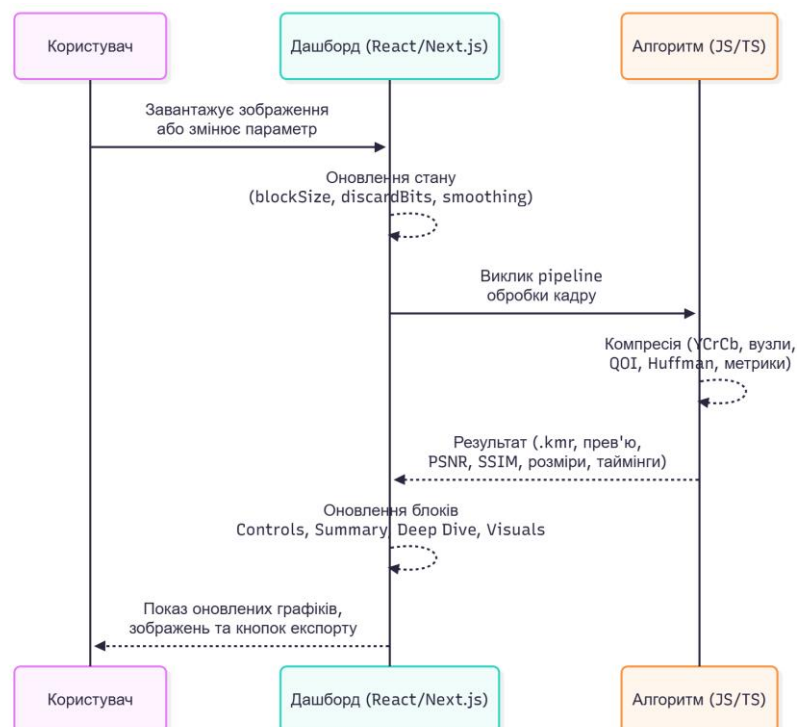 Користувач
Дашборд (React/Next.js)
Алгоритм (JS/TS)
Завантажує зображення
або змінює параметр
Оновлення стану
(blockSize, discardBits, smoothing)
Виклик pipeline
обробки кадру
Компресія (YCrCb, вузли,
QOI, Huffman, метрики)
Результат (.kmr, прев'ю,
PSNR, SSIM, розміри, таймінги)
Оновлення блоків
Controls, Summary, Deep Dive, Visuals
Показ оновлених графіків,
зображень та кнопок експорту
Користувач
Дашборд (React/Next.js)
Алгоритм (JS/TS)